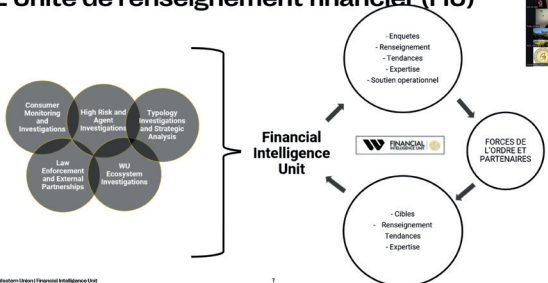 L'Unité de renseignement financier (FIU)
Consumer
Monitoring
and
Investigations
High Risk and
Agent
Investigations
Typology
Investigations
and Strategic
Analysis
Law
Enforcement
and External
Partnerships
WU
Ecosystem
Investigations
Financial
Intelligence
Unit
- Enquetes
- Renseignement
- Tendances
- Expertise
- Soutien operationnel
W FINANCIAL
INTELLIGENCE UNIT
FORCES DE
L'ORDRE ET
PARTENAIRES
- Cibles
- Renseignement
Tendances
- Expertise
Western Union | Financial Intelligence Unit
7